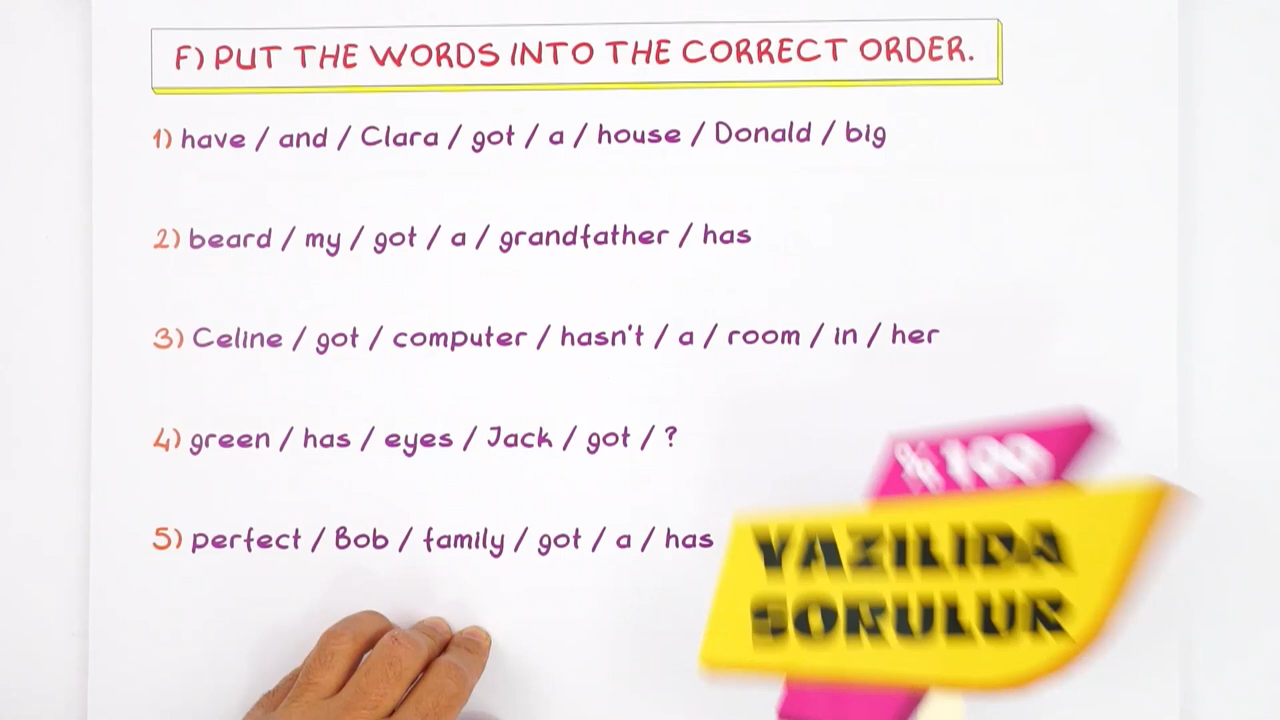 F) PUT THE WORDS INTO THE CORRECT ORDER.
1) have / and / Clara / got / a / house / Donald / big
2) beard / my / got / a / grandfather / has
3) Celine / got / computer / hasn't / a / room / in / her
4) green / has / eyes / Jack / got / ?
5) perfect / Bob / family / got / a / has
%100
YAZILIDA
SORULUR